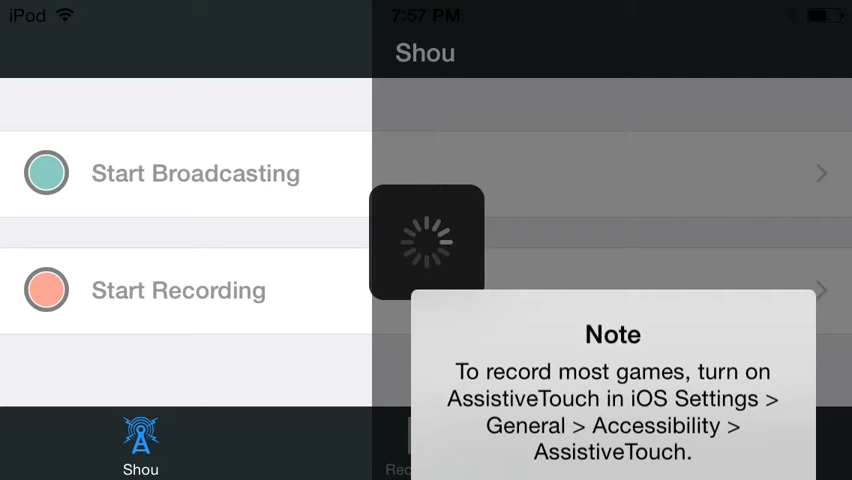 iPod
7:57 PM
Shou
Start Broadcasting
Start Recording
Note
To record most games, turn on
AssistiveTouch in iOS Settings >
General > Accessibility >
AssistiveTouch.
Shou